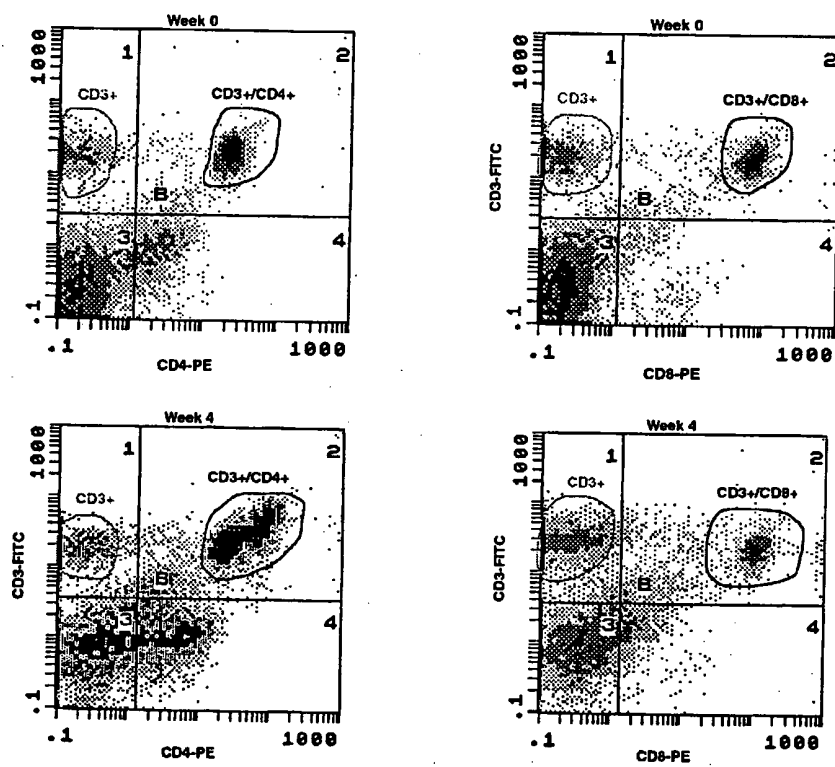 Week 0
1000
1
2
CD3+
CD3+/CD4+
B
3
4
.1
.1
1000
CD4-PE
Week 0
1000
1
2
CD3+
CD3+/CD8+
CD3-FITC
B
3
4
.1
.1
1000
CD8-PE
Week 4
1000
1
2
CD3+
CD3+/CD4+
CD3-FITC
B
3
4
.1
.1
1000
CD4-PE
Week 4
1000
1
2
CD3+
CD3+/CD8+
B
3
4
.1
.1
1000
CD8-PE